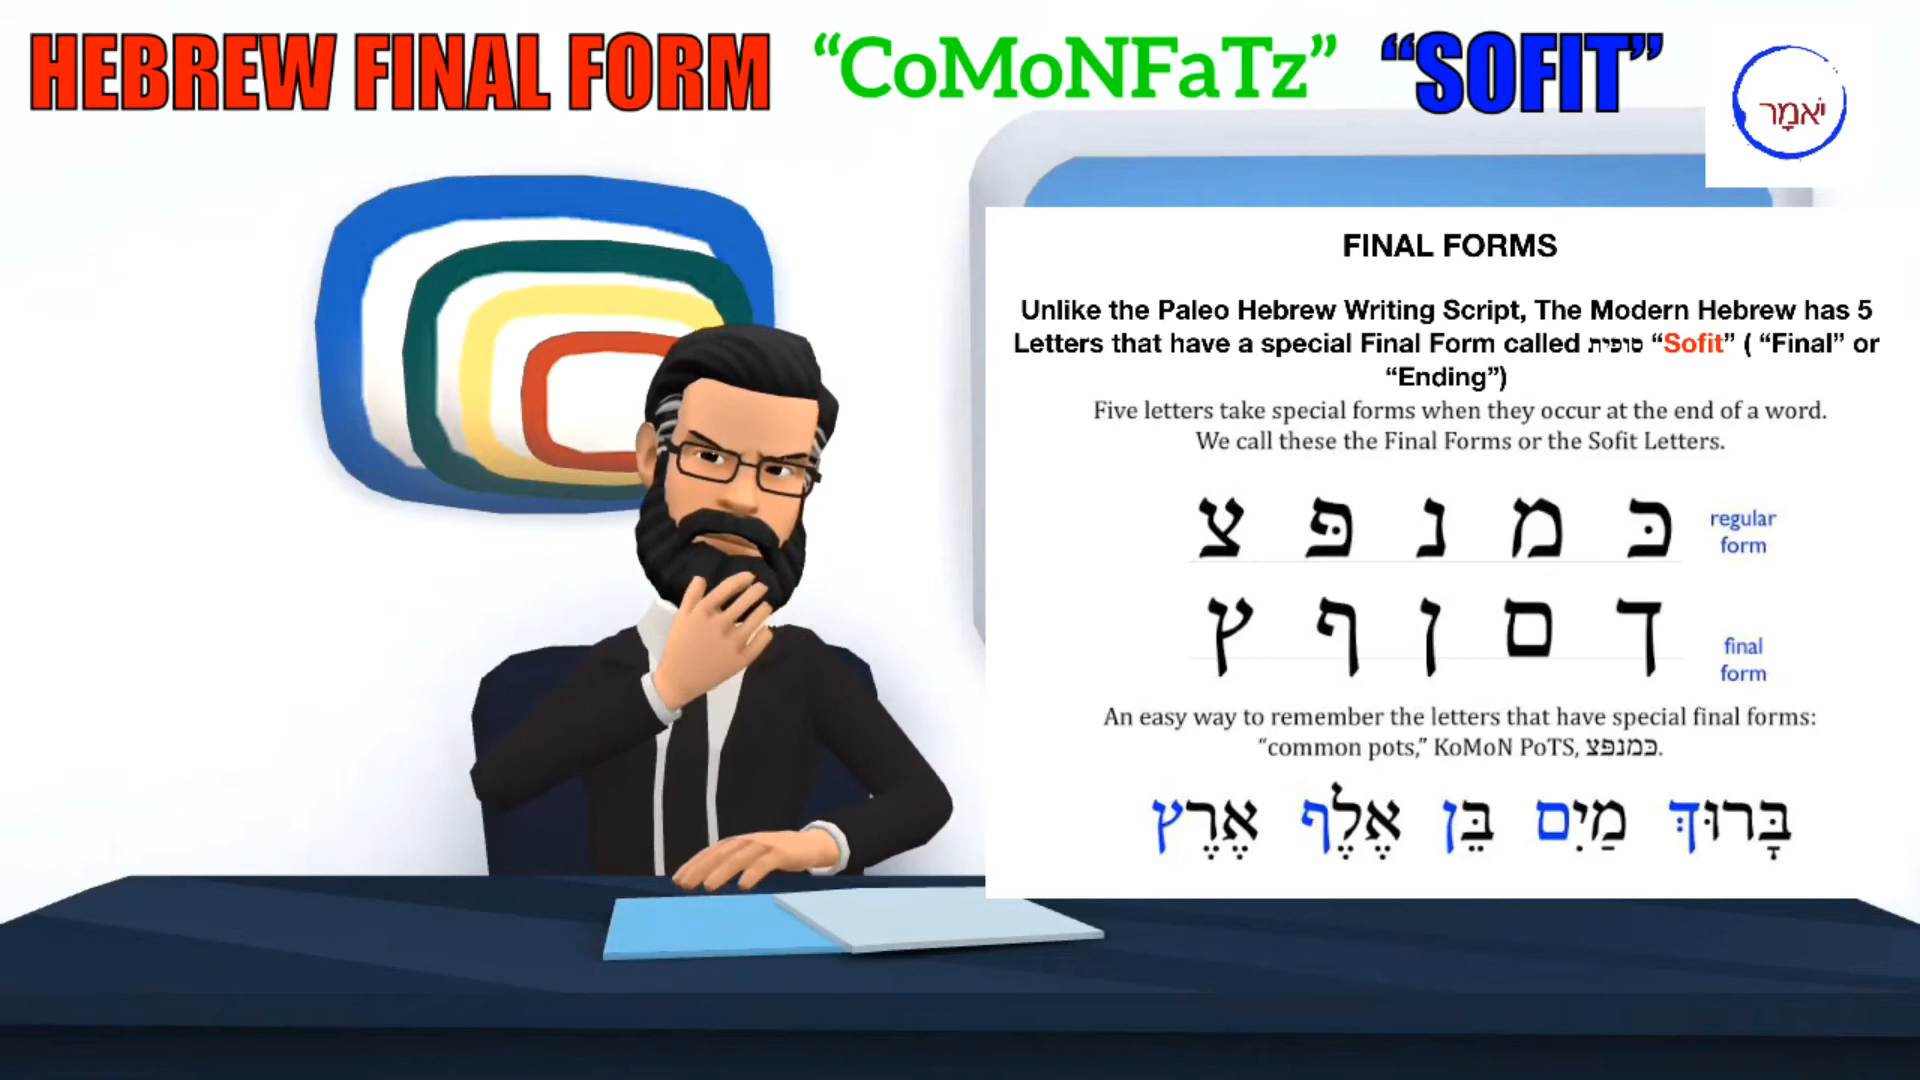 HEBREW FINAL FORM “CoMoNFaTz” “SOFIT”
יֹאמָר
FINAL FORMS
Unlike the Paleo Hebrew Writing Script, The Modern Hebrew has 5
Letters that have a special Final Form called סופית “Sofit” ( “Final” or
“Ending”)
Five letters take special forms when they occur at the end of a word.
We call these the Final Forms or the Sofit Letters.
כּ מ נ פּ צ regular form
ך ם ן ף ץ final form
An easy way to remember the letters that have special final forms:
“common pots,” KoMoN PoTS, כּמנפּצ.
בָּרוּךְ מַיִם בֵּן אֶלֶף אֶרֶץ